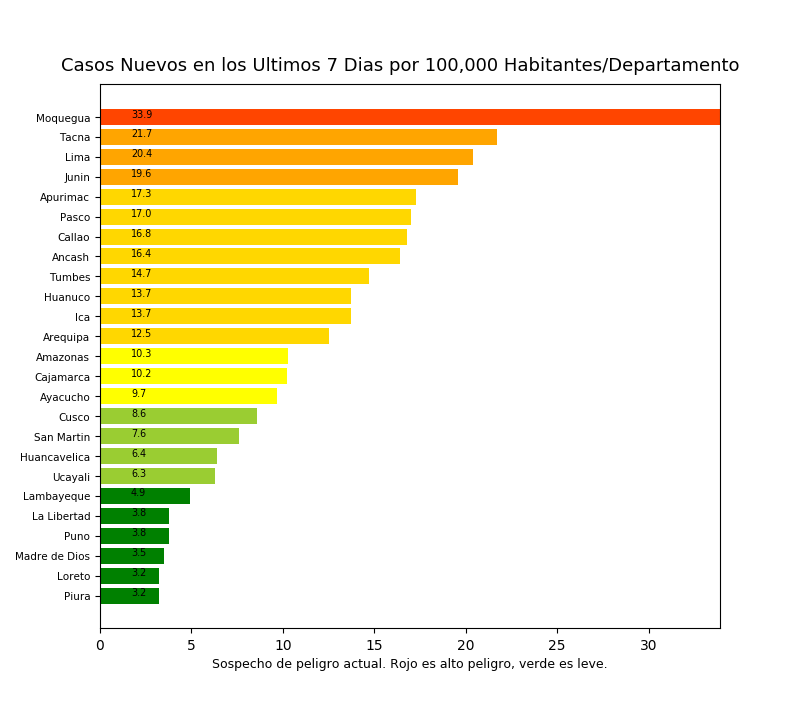 Casos Nuevos en los Ultimos 7 Dias por 100,000 Habitantes/Departamento
Moquegua 33.9
Tacna 21.7
Lima 20.4
Junin 19.6
Apurimac 17.3
Pasco 17.0
Callao 16.8
Ancash 16.4
Tumbes 14.7
Huanuco 13.7
Ica 13.7
Arequipa 12.5
Amazonas 10.3
Cajamarca 10.2
Ayacucho 9.7
Cusco 8.6
San Martin 7.6
Huancavelica 6.4
Ucayali 6.3
Lambayeque 4.9
La Libertad 3.8
Puno 3.8
Madre de Dios 3.5
Loreto 3.2
Piura 3.2
0 5 10 15 20 25 30
Sospecho de peligro actual. Rojo es alto peligro, verde es leve.